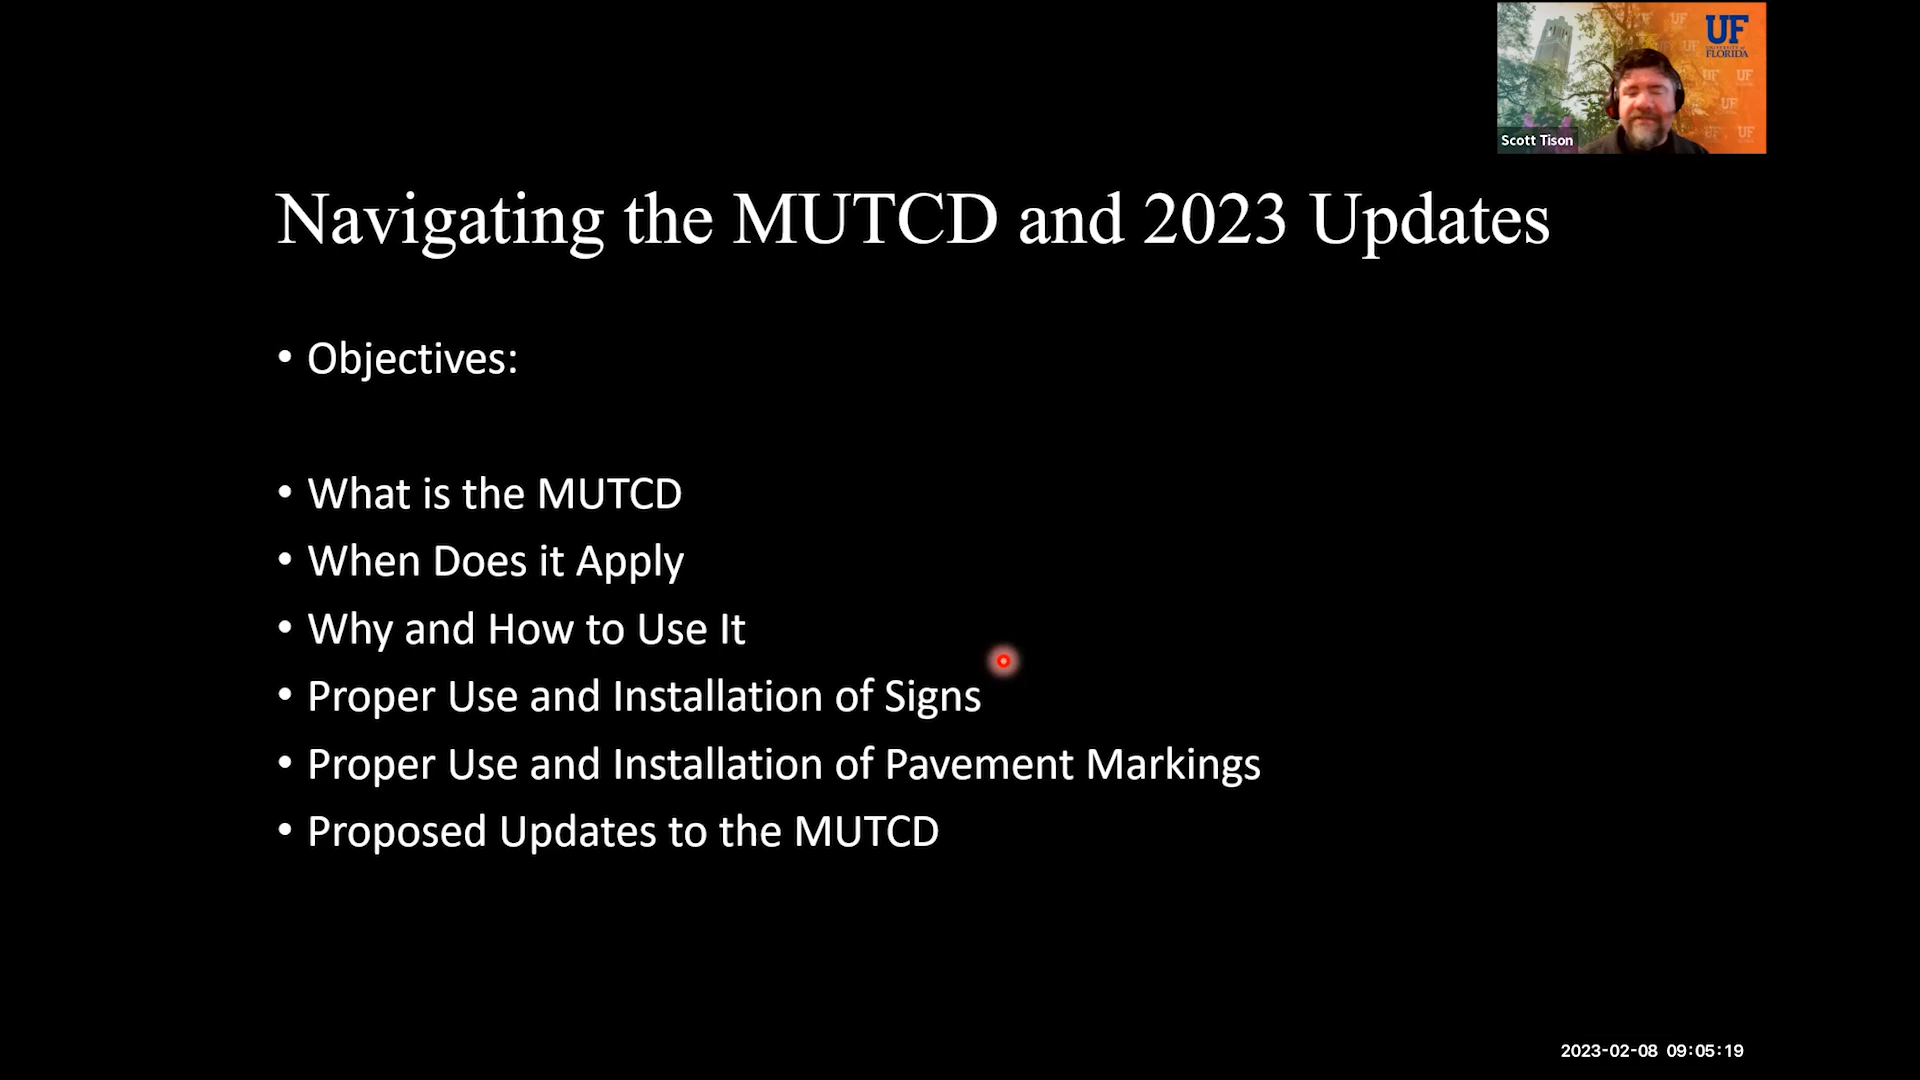 UF
UNIVERSITY of
FLORIDA
Scott Tison
Navigating the MUTCD and 2023 Updates
• Objectives:
• What is the MUTCD
• When Does it Apply
• Why and How to Use It
• Proper Use and Installation of Signs
• Proper Use and Installation of Pavement Markings
• Proposed Updates to the MUTCD
2023-02-08 09:05:19